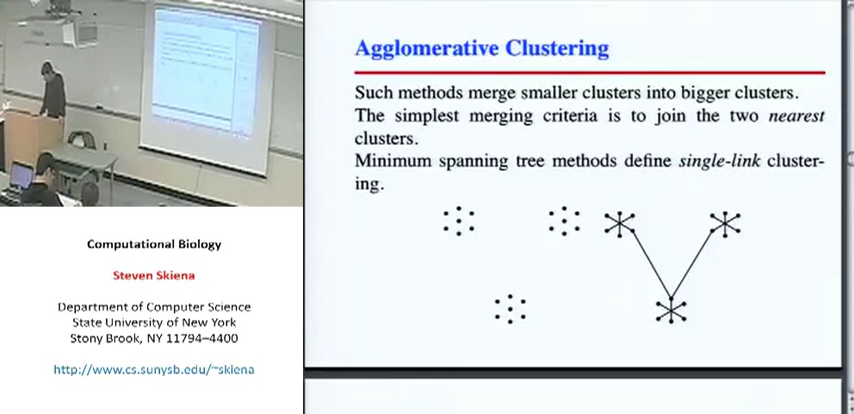 Agglomerative Clustering
Such methods merge smaller clusters into bigger clusters.
The simplest merging criteria is to join the two nearest
clusters.
Minimum spanning tree methods define single-link cluster-
ing.
Computational Biology
Steven Skiena
Department of Computer Science
State University of New York
Stony Brook, NY 11794–4400
http://www.cs.sunysb.edu/~skiena